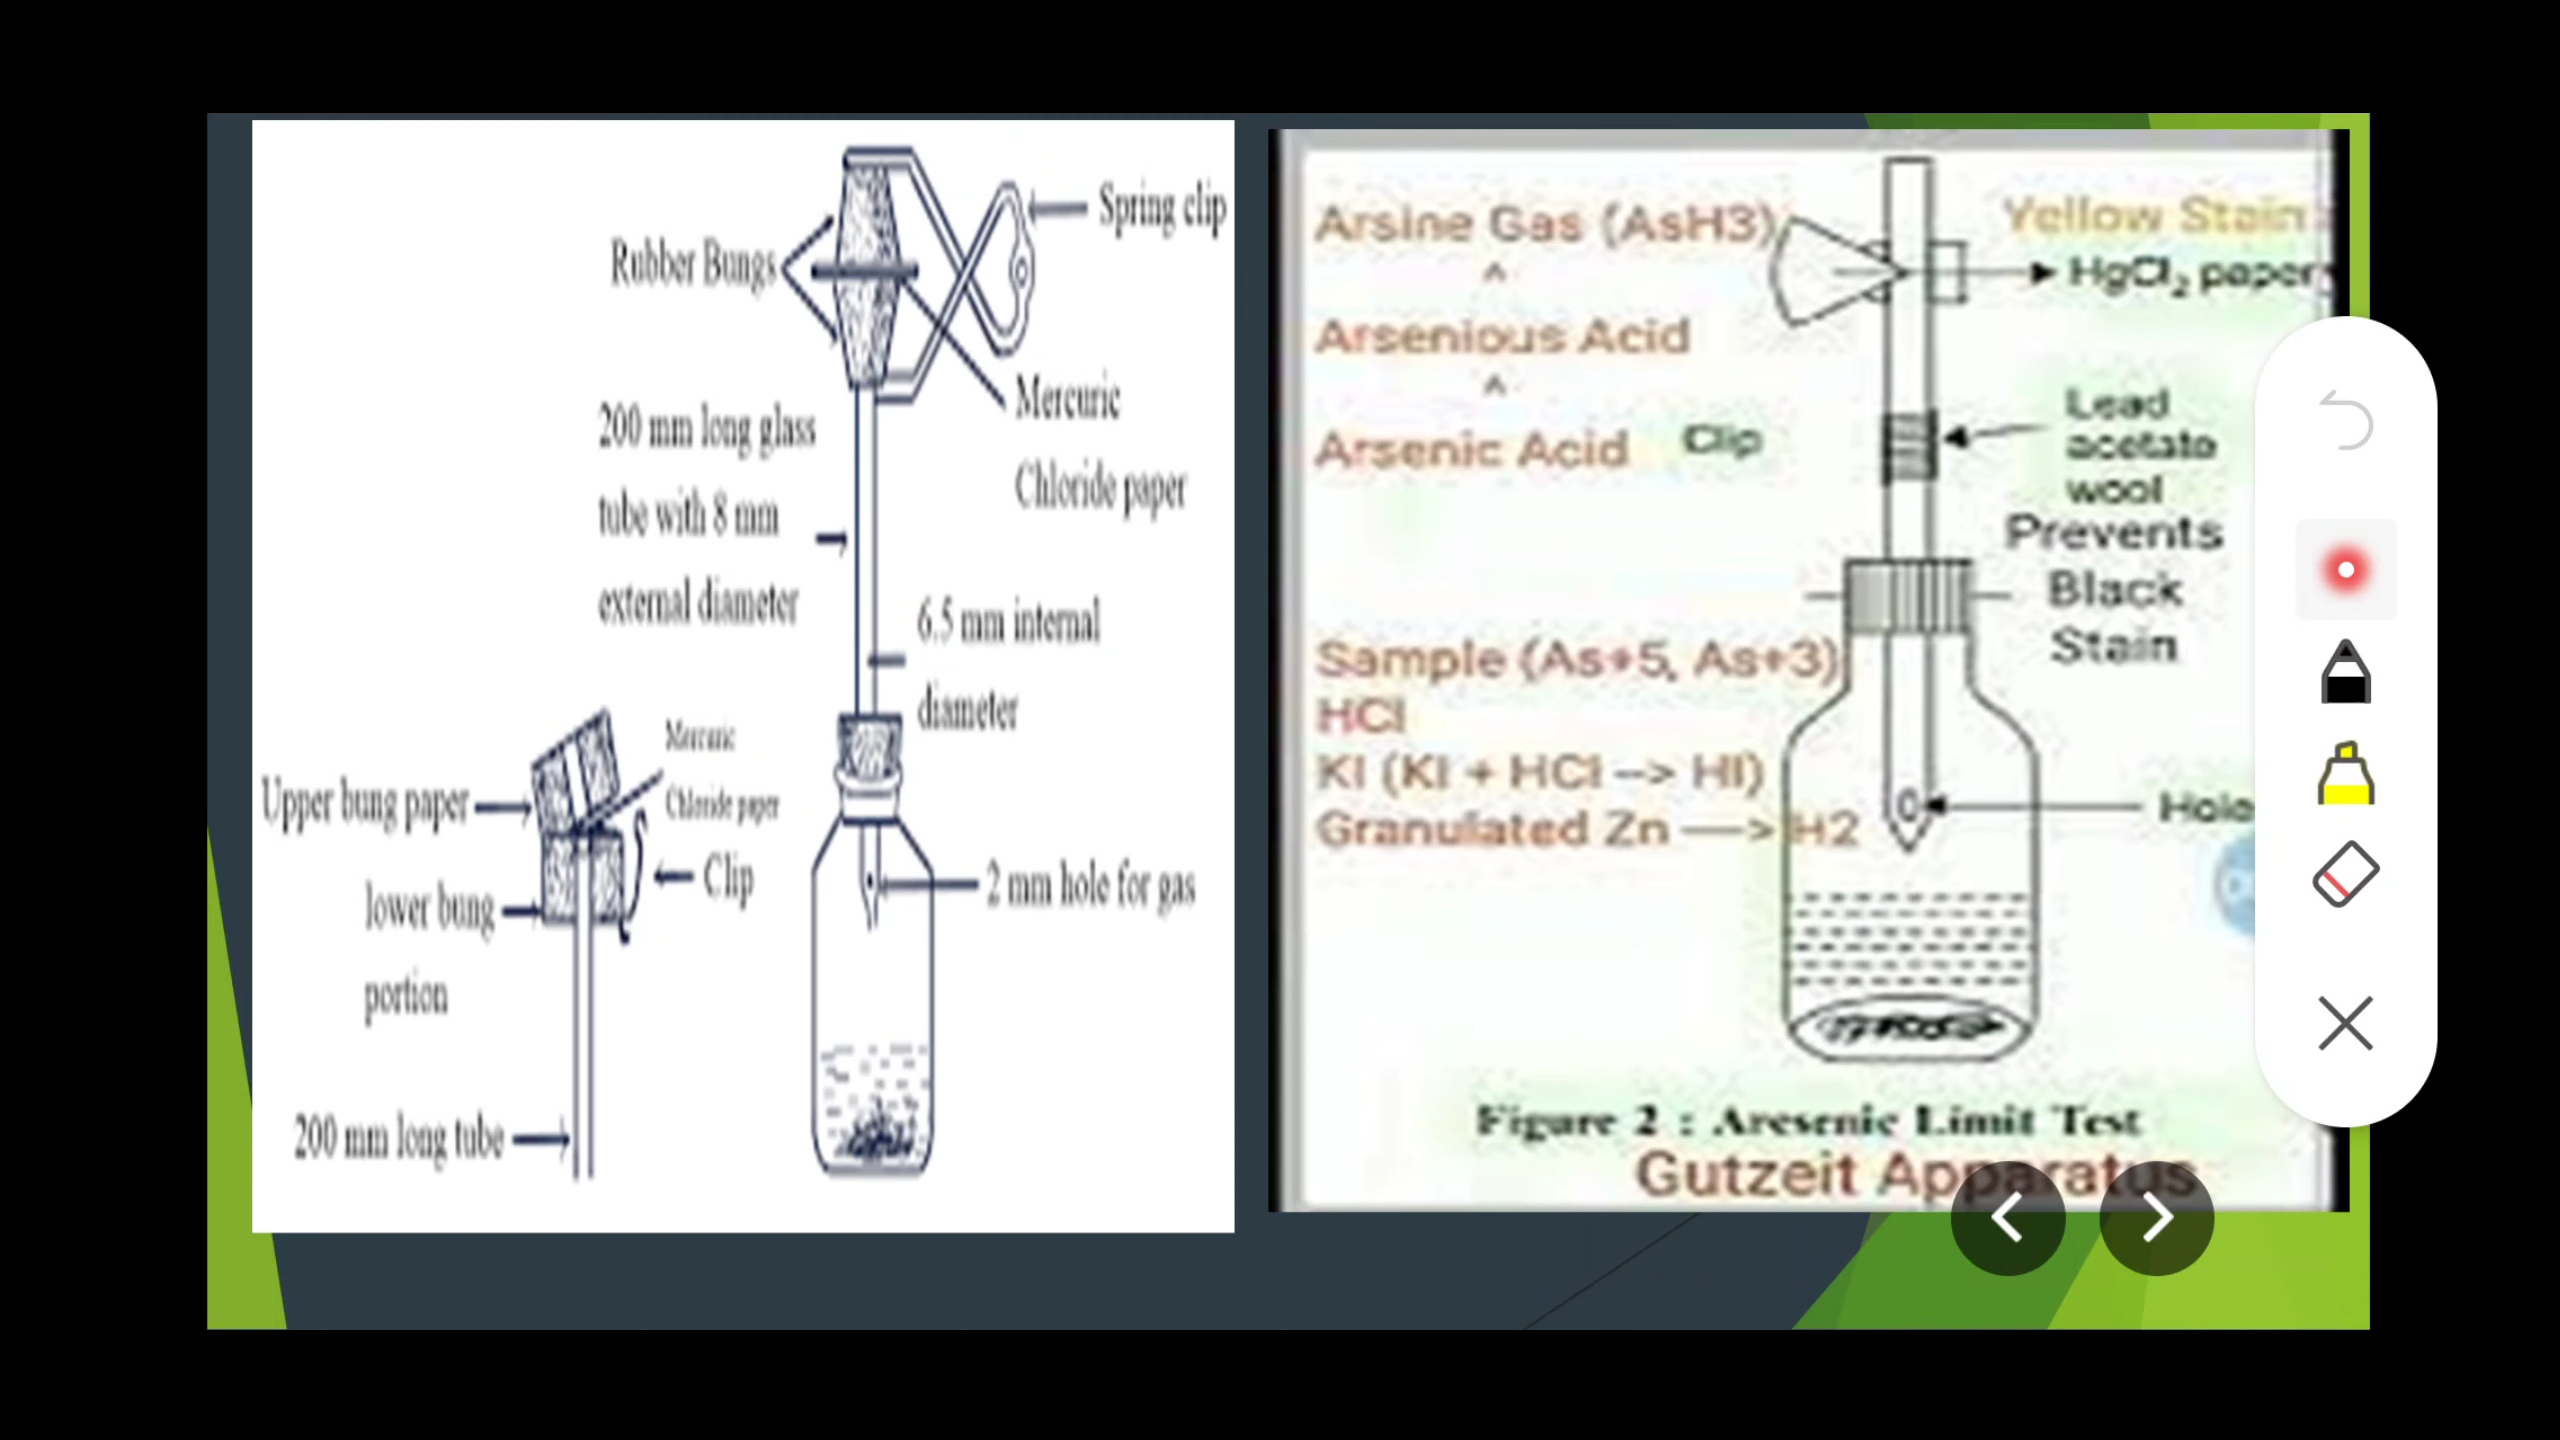 Spring clip
Rubber Bungs
Mercuric
Chloride paper
200 mm long glass
tube with 8 mm
external diameter
6.5 mm internal
diameter
Mercuric
Chloride paper
Upper bung paper
Clip
lower bung
portion
2 mm hole for gas
200 mm long tube
Arsine Gas (AsH3)
^
Arsenious Acid
^
Arsenic Acid
Clip
Yellow Stain
HgCl₂ paper
Lead
acetate
wool
Prevents
Black
Stain
Sample (As+5, As+3)
HCl
KI (KI + HCl --> HI)
Granulated Zn —–> H2
Hole
Figure 2 : Aresenic Limit Test
Gutzeit Apparatus